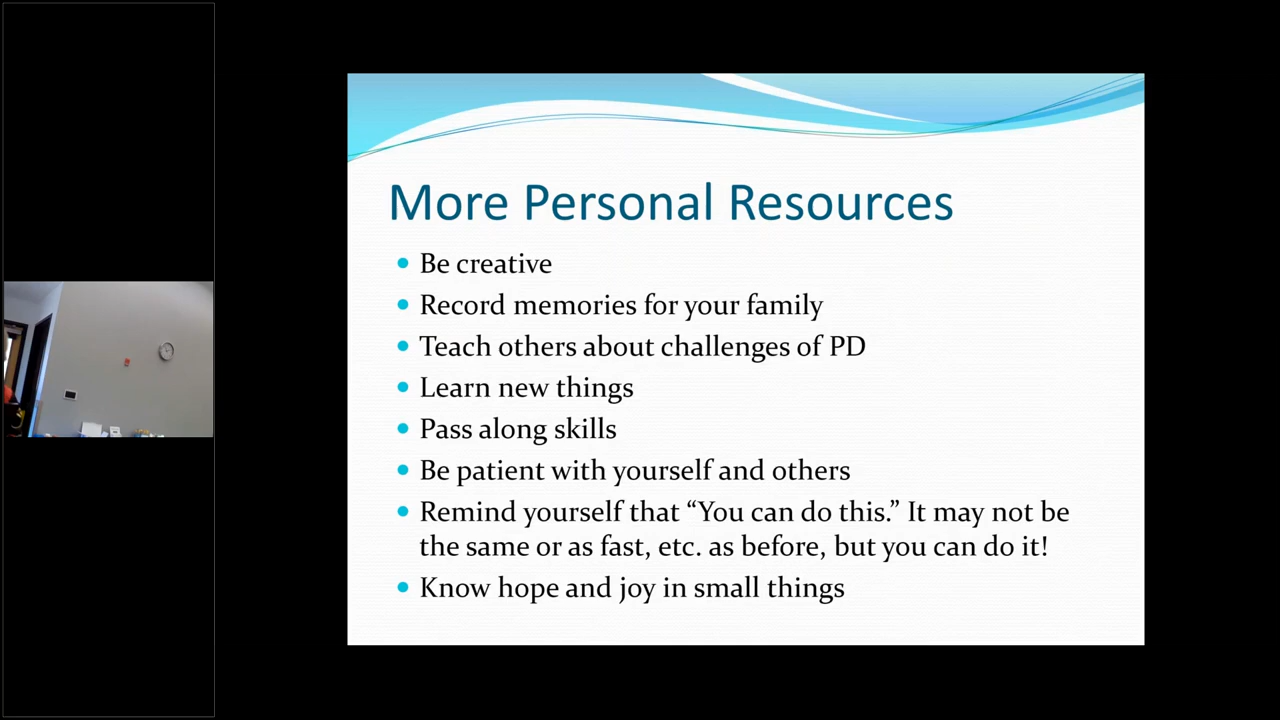 More Personal Resources
Be creative
Record memories for your family
Teach others about challenges of PD
Learn new things
Pass along skills
Be patient with yourself and others
Remind yourself that “You can do this.” It may not be
the same or as fast, etc. as before, but you can do it!
Know hope and joy in small things